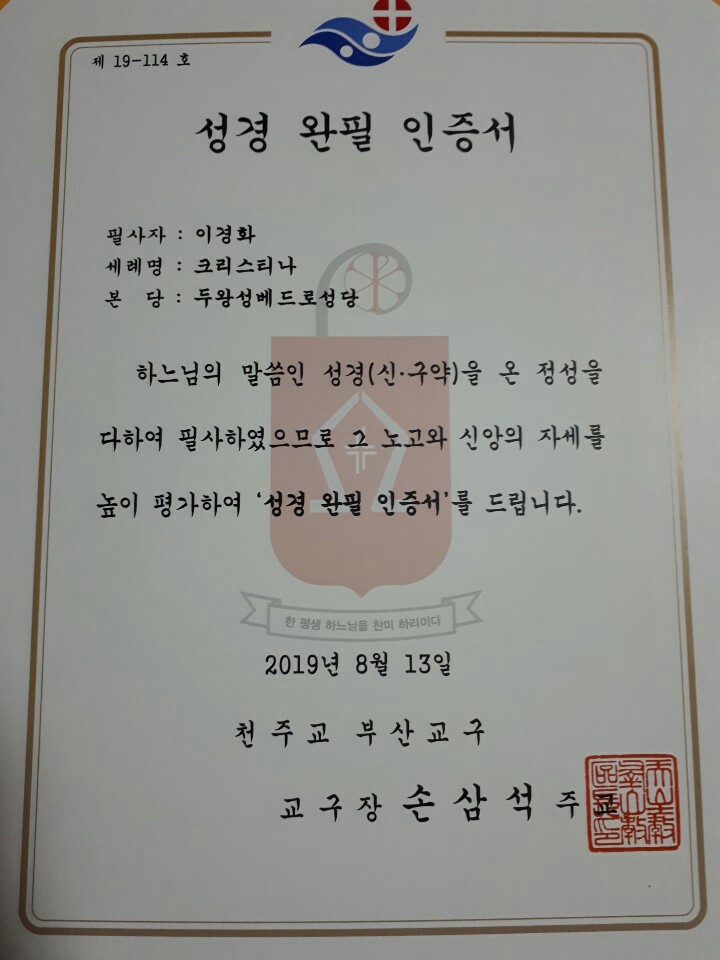 제 19-114 호
성경 완필 인증서
필사자 : 이경화
세례명 : 크리스티나
본 당 : 두왕성베드로성당
하느님의 말씀인 성경(신·구약)을 온 정성을
다하여 필사하였으므로 그 노고와 신앙의 자세를
높이 평가하여 ‘성경 완필 인증서’를 드립니다.
한 평생 하느님을 찬미 하리이다
2019년 8월 13일
천주교 부산교구
교구장 손삼석 주교